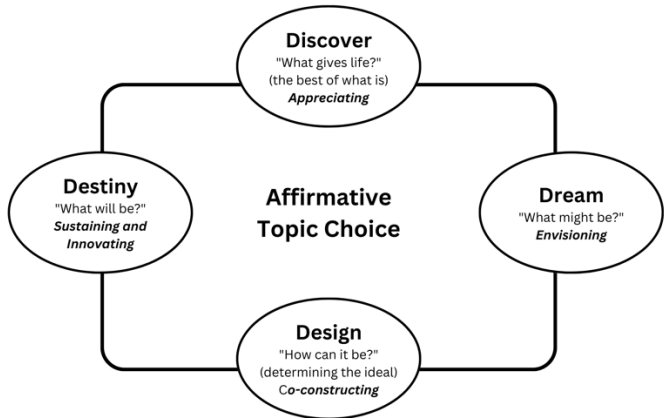 Discover
"What gives life?"
(the best of what is)
Appreciating
Destiny
"What will be?"
Sustaining and
Innovating
Affirmative
Topic Choice
Dream
"What might be?"
Envisioning
Design
"How can it be?"
(determining the ideal)
Co-constructing